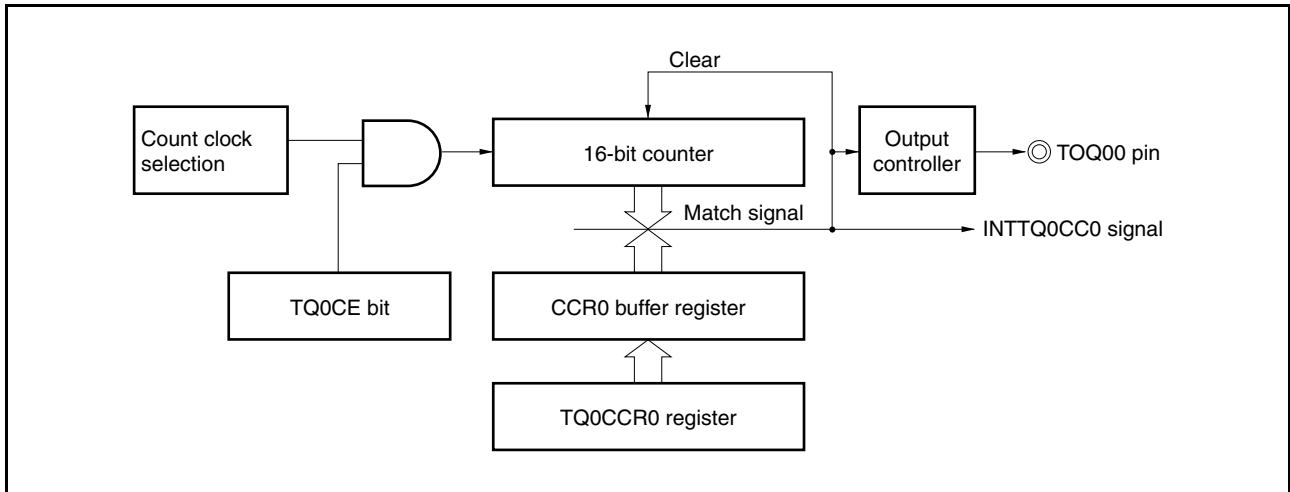 Clear
Count clock
selection
16-bit counter
Output
controller
TOQ00 pin
Match signal
INTTQ0CC0 signal
TQ0CE bit
CCR0 buffer register
TQ0CCR0 register